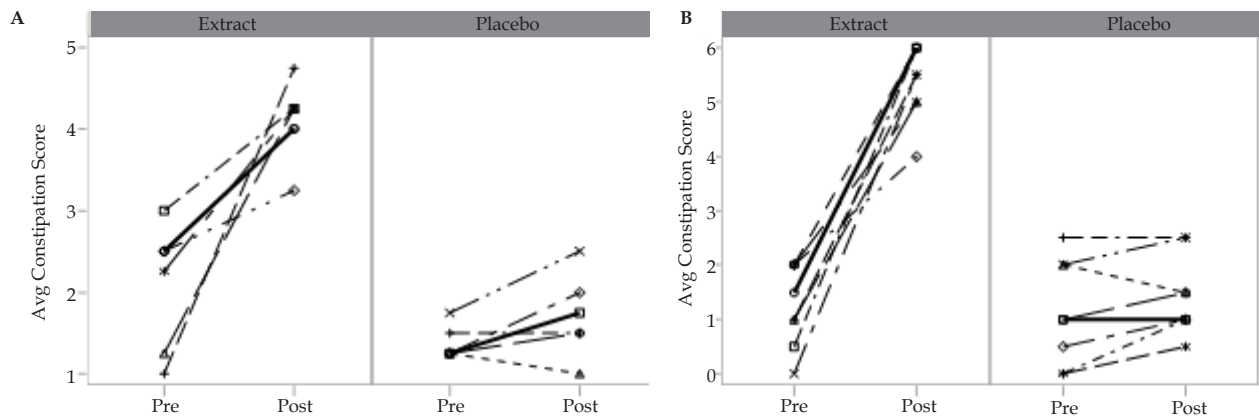 A
Extract
Placebo
Avg Constipation Score
5
4
3
2
1
Pre
Post
Pre
Post
B
Extract
Placebo
Avg Constipation Score
6
5
4
3
2
1
0
Pre
Post
Pre
Post